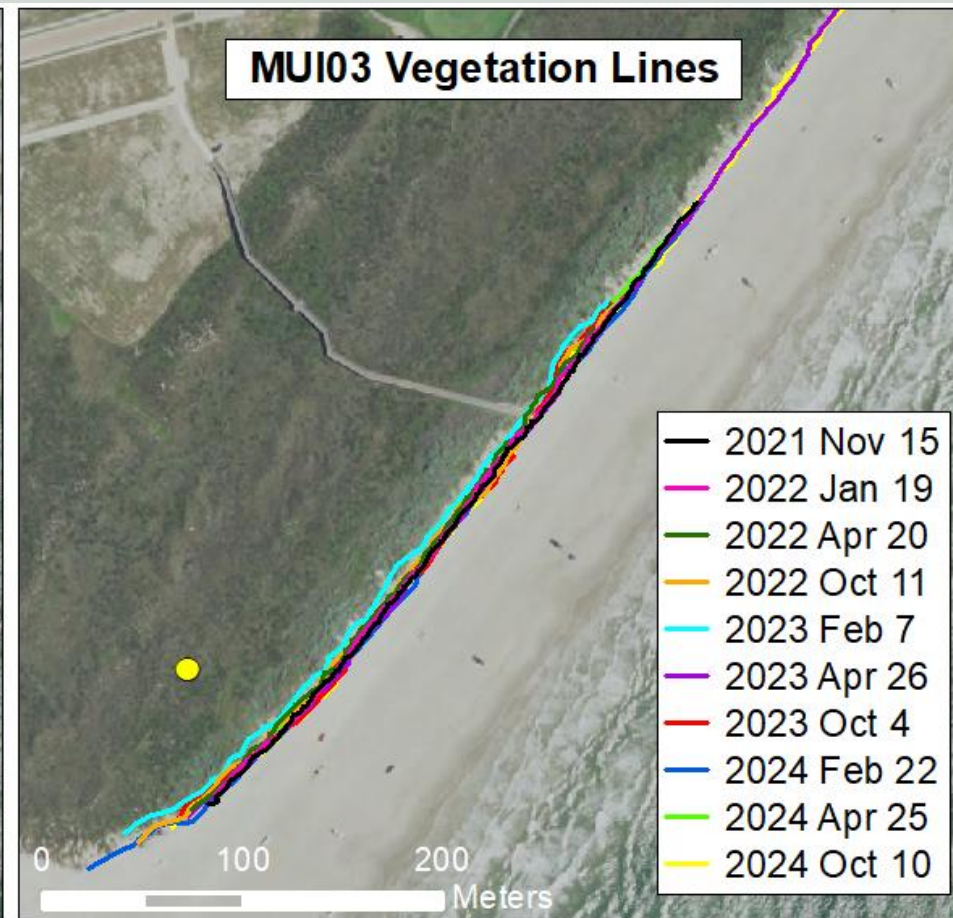 MUI03 Vegetation Lines
2021 Nov 15
2022 Jan 19
2022 Apr 20
2022 Oct 11
2023 Feb 7
2023 Apr 26
2023 Oct 4
2024 Feb 22
2024 Apr 25
2024 Oct 10
0 100 200
Meters